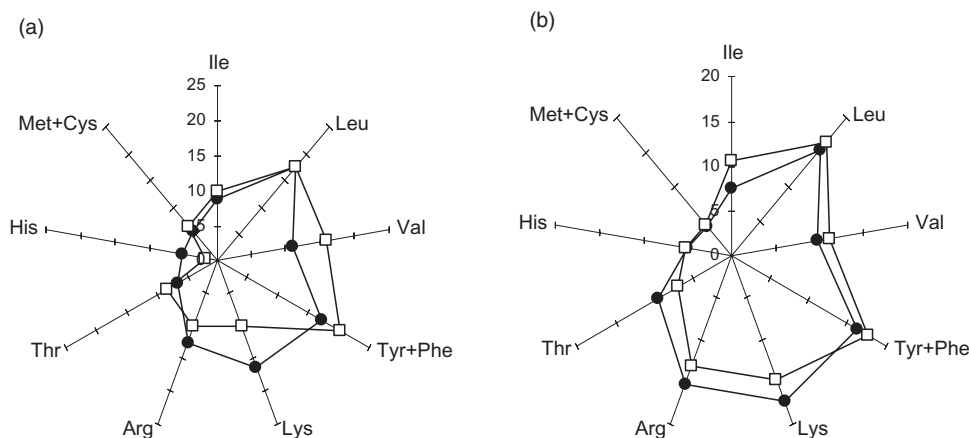 (a)
Ile
25
20
15
10
5
0
Leu
Val
Tyr+Phe
Lys
Arg
Thr
His
Met+Cys
(b)
Ile
20
15
10
5
0
Leu
Val
Tyr+Phe
Lys
Arg
Thr
His
Met+Cys